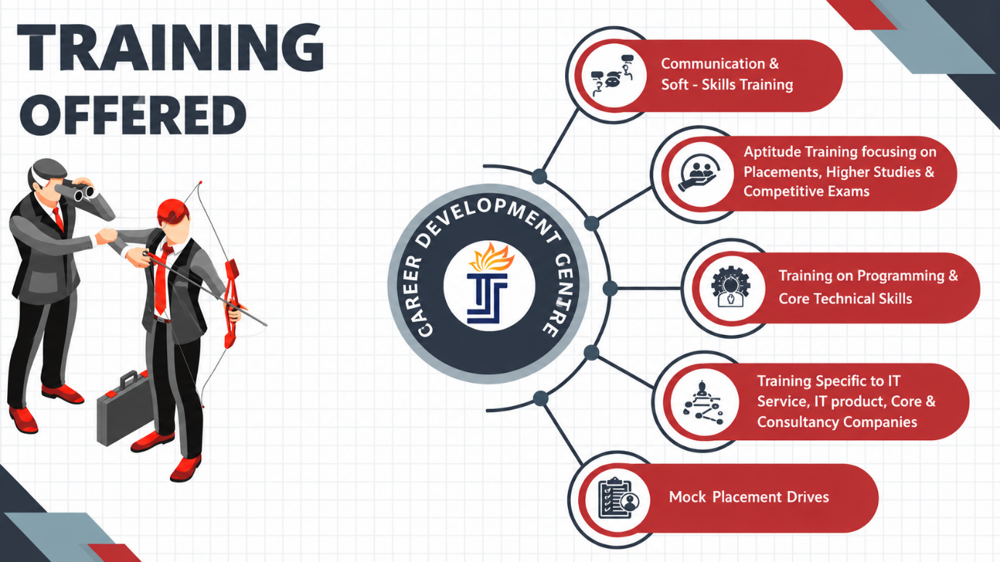 TRAINING
OFFERED
CAREER DEVELOPMENT CENTRE
Communication &
Soft - Skills Training
Aptitude Training focusing on
Placements, Higher Studies &
Competitive Exams
Training on Programming &
Core Technical Skills
Training Specific to IT
Service, IT product, Core &
Consultancy Companies
Mock Placement Drives